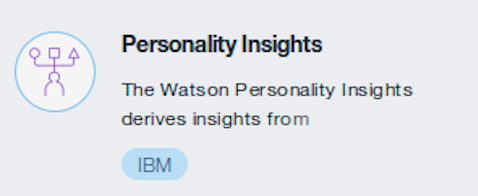 Personality Insights
The Watson Personality Insights
derives insights from
IBM